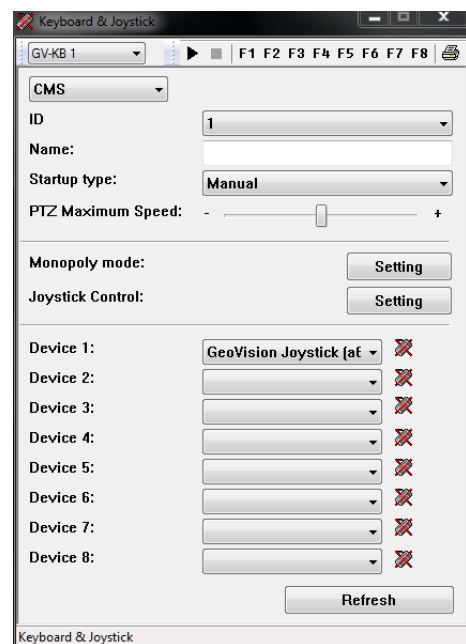 Keyboard & Joystick
GV-KB 1 F1 F2 F3 F4 F5 F6 F7 F8
CMS
ID 1
Name:
Startup type: Manual
PTZ Maximum Speed: - +
Monopoly mode: Setting
Joystick Control: Setting
Device 1: GeoVision Joystick (a6
Device 2:
Device 3:
Device 4:
Device 5:
Device 6:
Device 7:
Device 8:
Refresh
Keyboard & Joystick